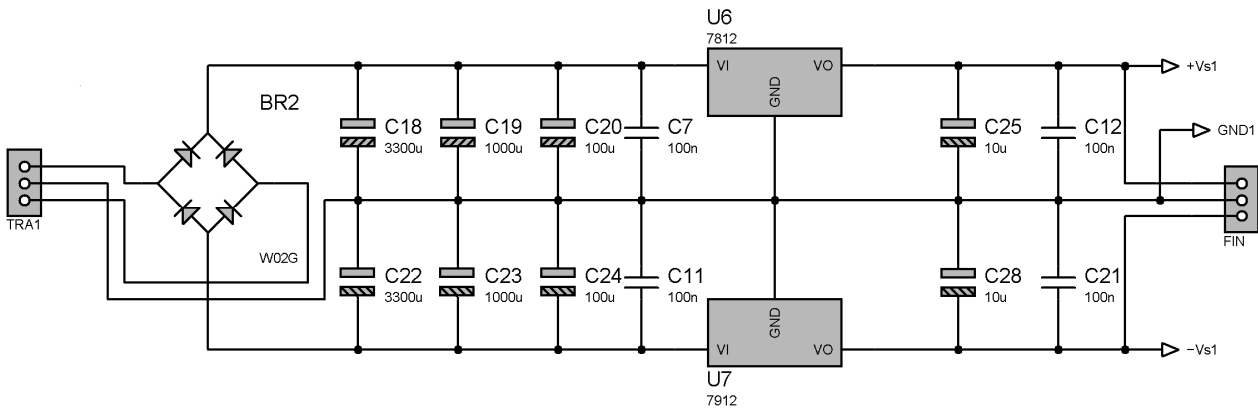 U6
7812
VI
VO
GND
+Vs1
BR2
C18
3300u
C19
1000u
C20
100u
C7
100n
C25
10u
C12
100n
GND1
TRA1
FIN
W02G
C22
3300u
C23
1000u
C24
100u
C11
100n
C28
10u
C21
100n
GND
VI
VO
−Vs1
U7
7912